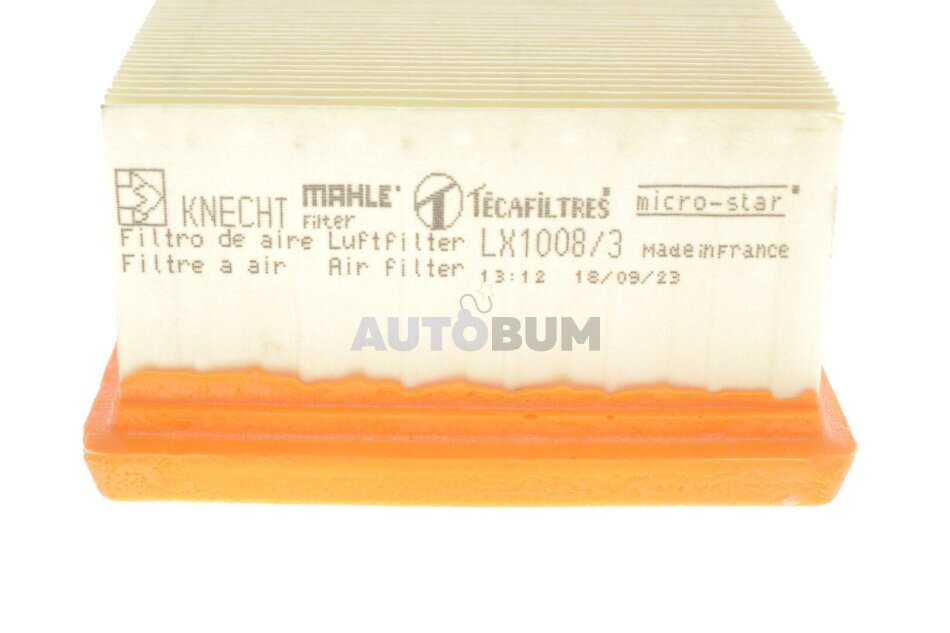 KNECHT MAHLE Filter TECAFILTRES® micro-star®
Filtro de aire Luftfilter LX1008/3 Made in France
Filtre a air Air filter 13:12 18/09/23
AUTOBUM